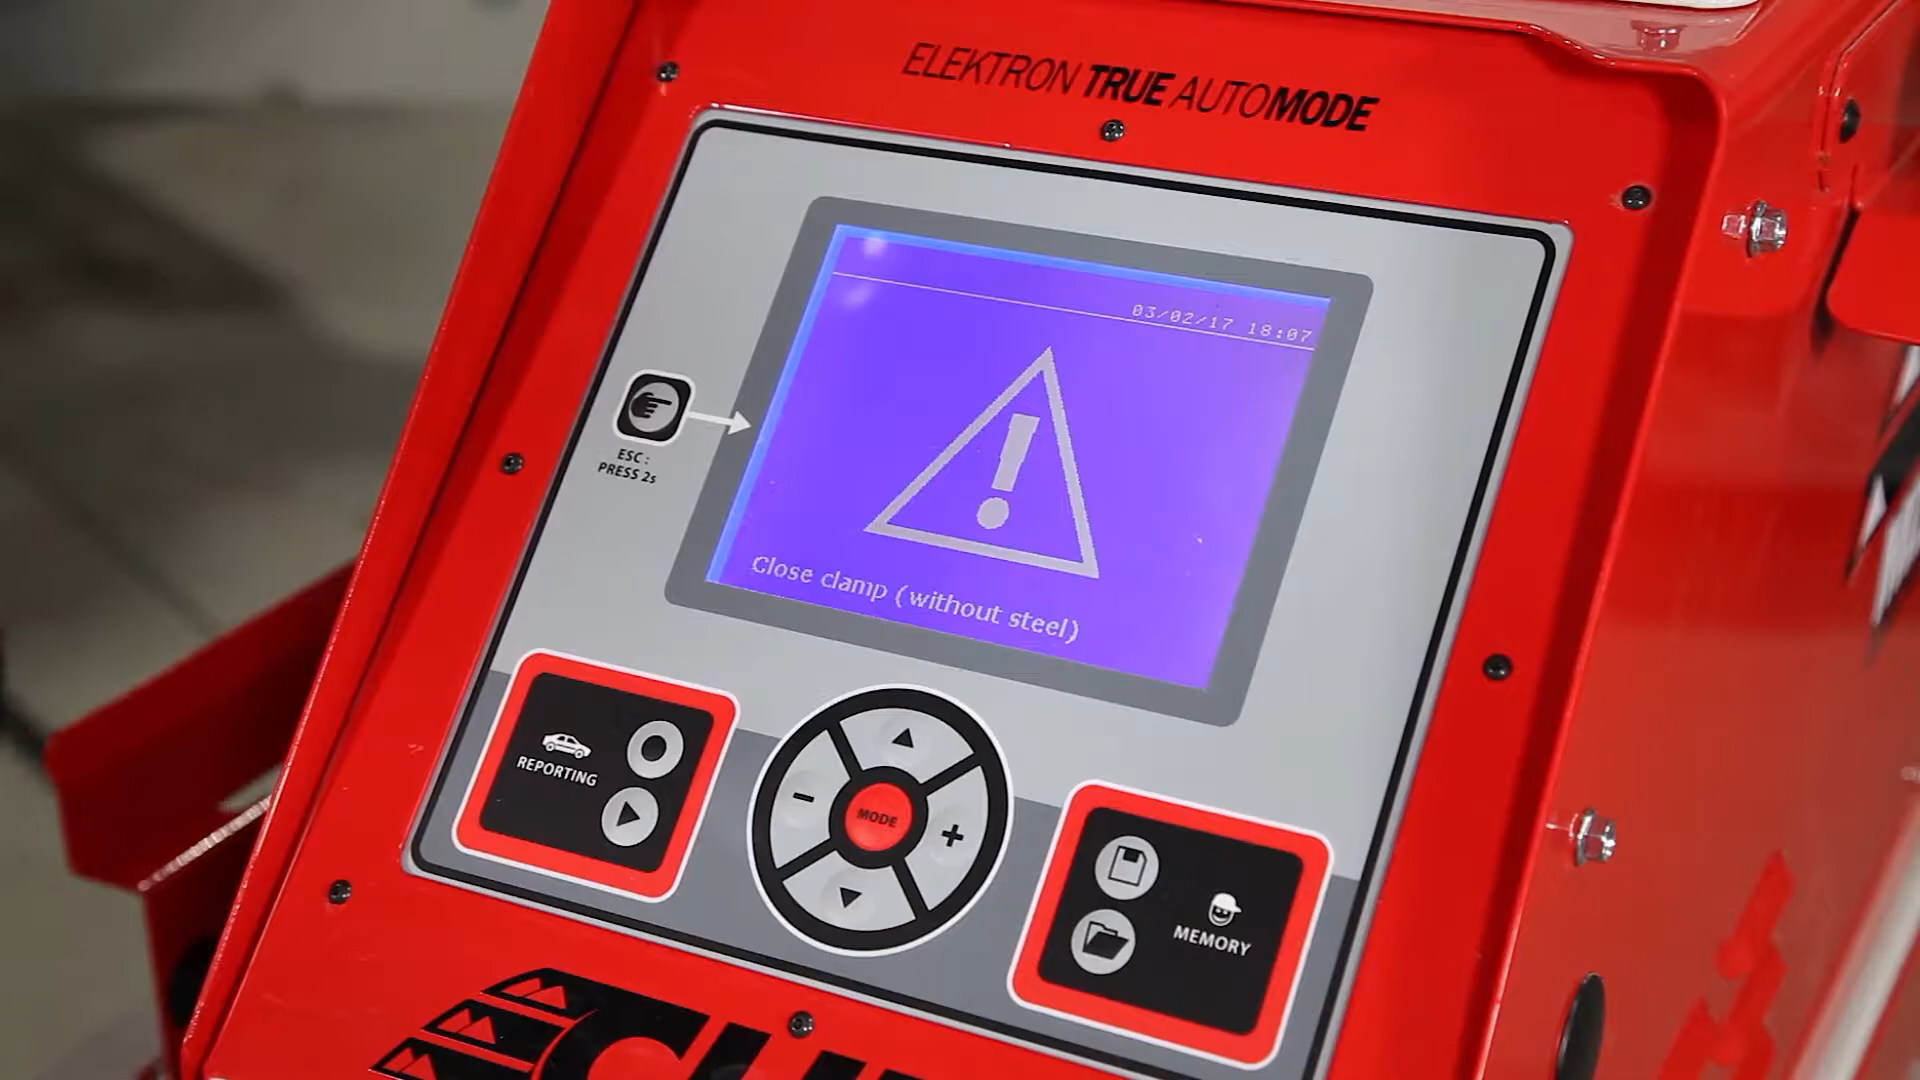 ELEKTRON TRUE AUTOMODE
03/02/17 18:07
ESC :
PRESS 2s
Close clamp (without steel)
REPORTING
MODE
MEMORY